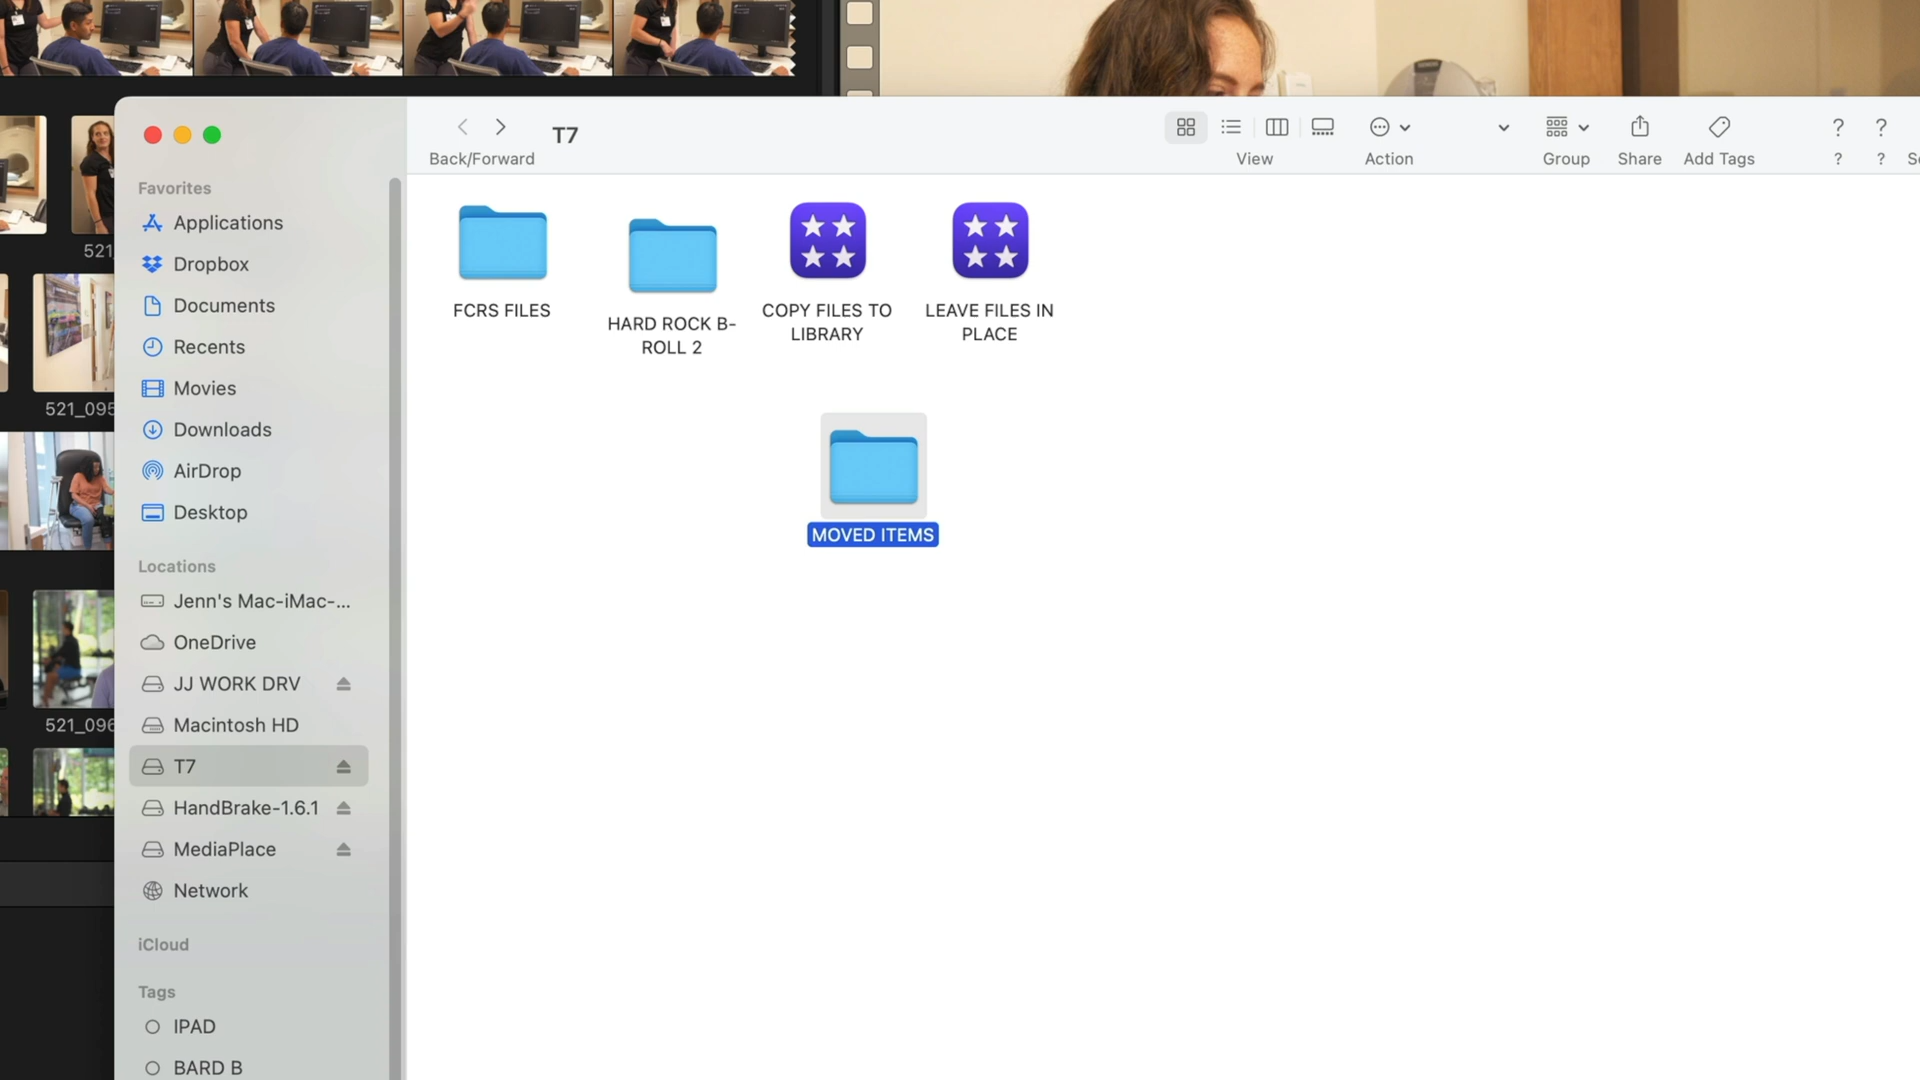 T7
Back/Forward
View
Action
Group
Share
Add Tags
?
?
Favorites
Applications
Dropbox
Documents
Recents
Movies
Downloads
AirDrop
Desktop
Locations
Jenn's Mac-iMac-...
OneDrive
JJ WORK DRV
Macintosh HD
T7
HandBrake-1.6.1
MediaPlace
Network
iCloud
Tags
IPAD
BARD B
FCRS FILES
HARD ROCK B-
ROLL 2
COPY FILES TO
LIBRARY
LEAVE FILES IN
PLACE
MOVED ITEMS
521_
521_095
521_096